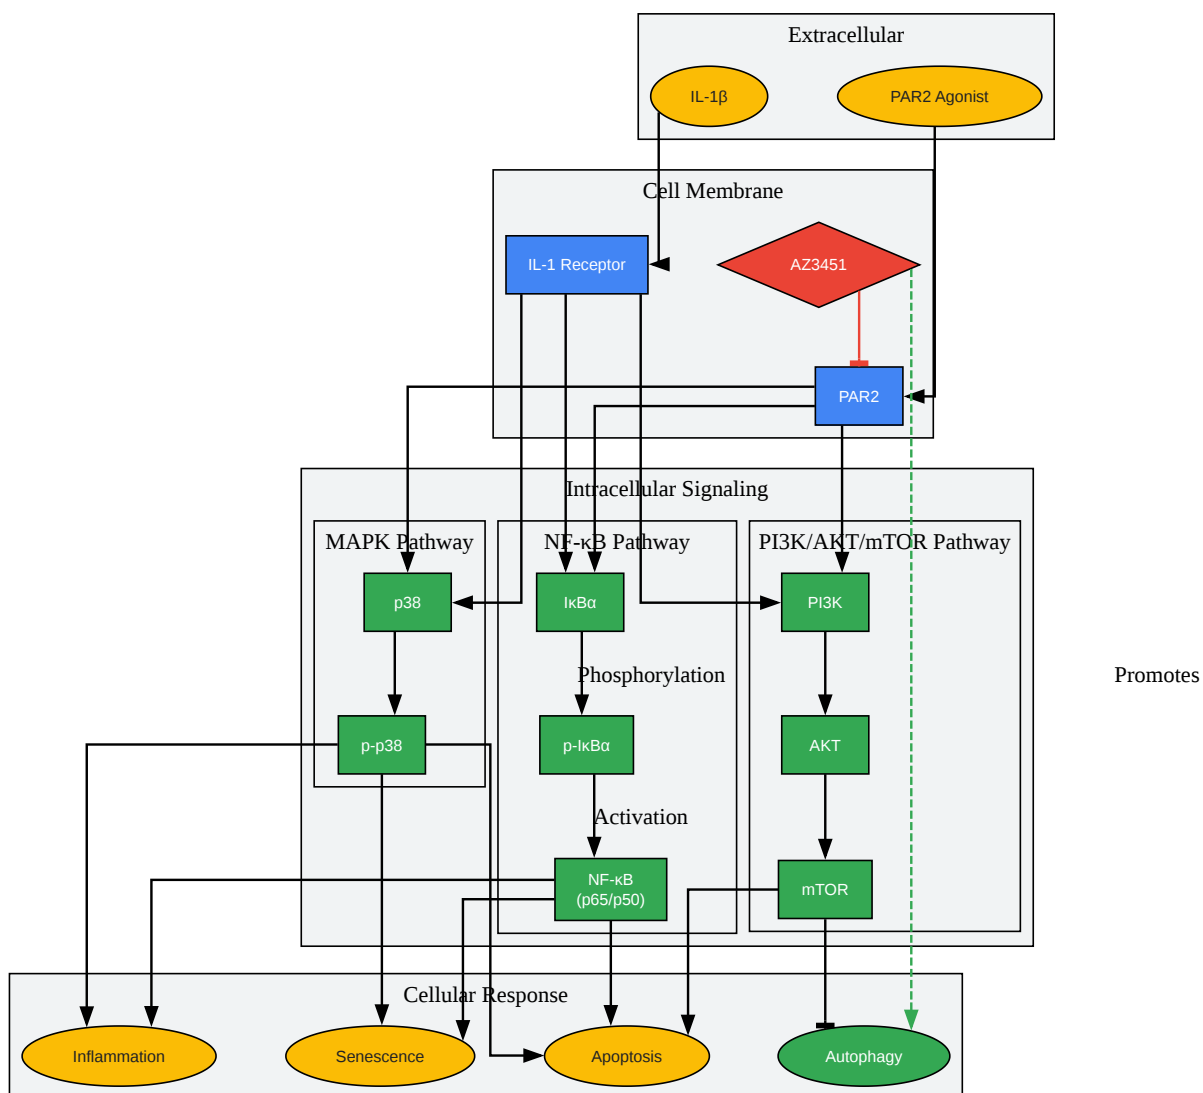 Extracellular
IL-1β
PAR2 Agonist
Cell Membrane
IL-1 Receptor
AZ3451
PAR2
Intracellular Signaling
MAPK Pathway
NF-κB Pathway
PI3K/AKT/mTOR Pathway
p38
IκBα
PI3K
Phosphorylation
Promotes
p-p38
p-IκBα
AKT
Activation
NF-κB
(p65/p50)
mTOR
Cellular Response
Inflammation
Senescence
Apoptosis
Autophagy